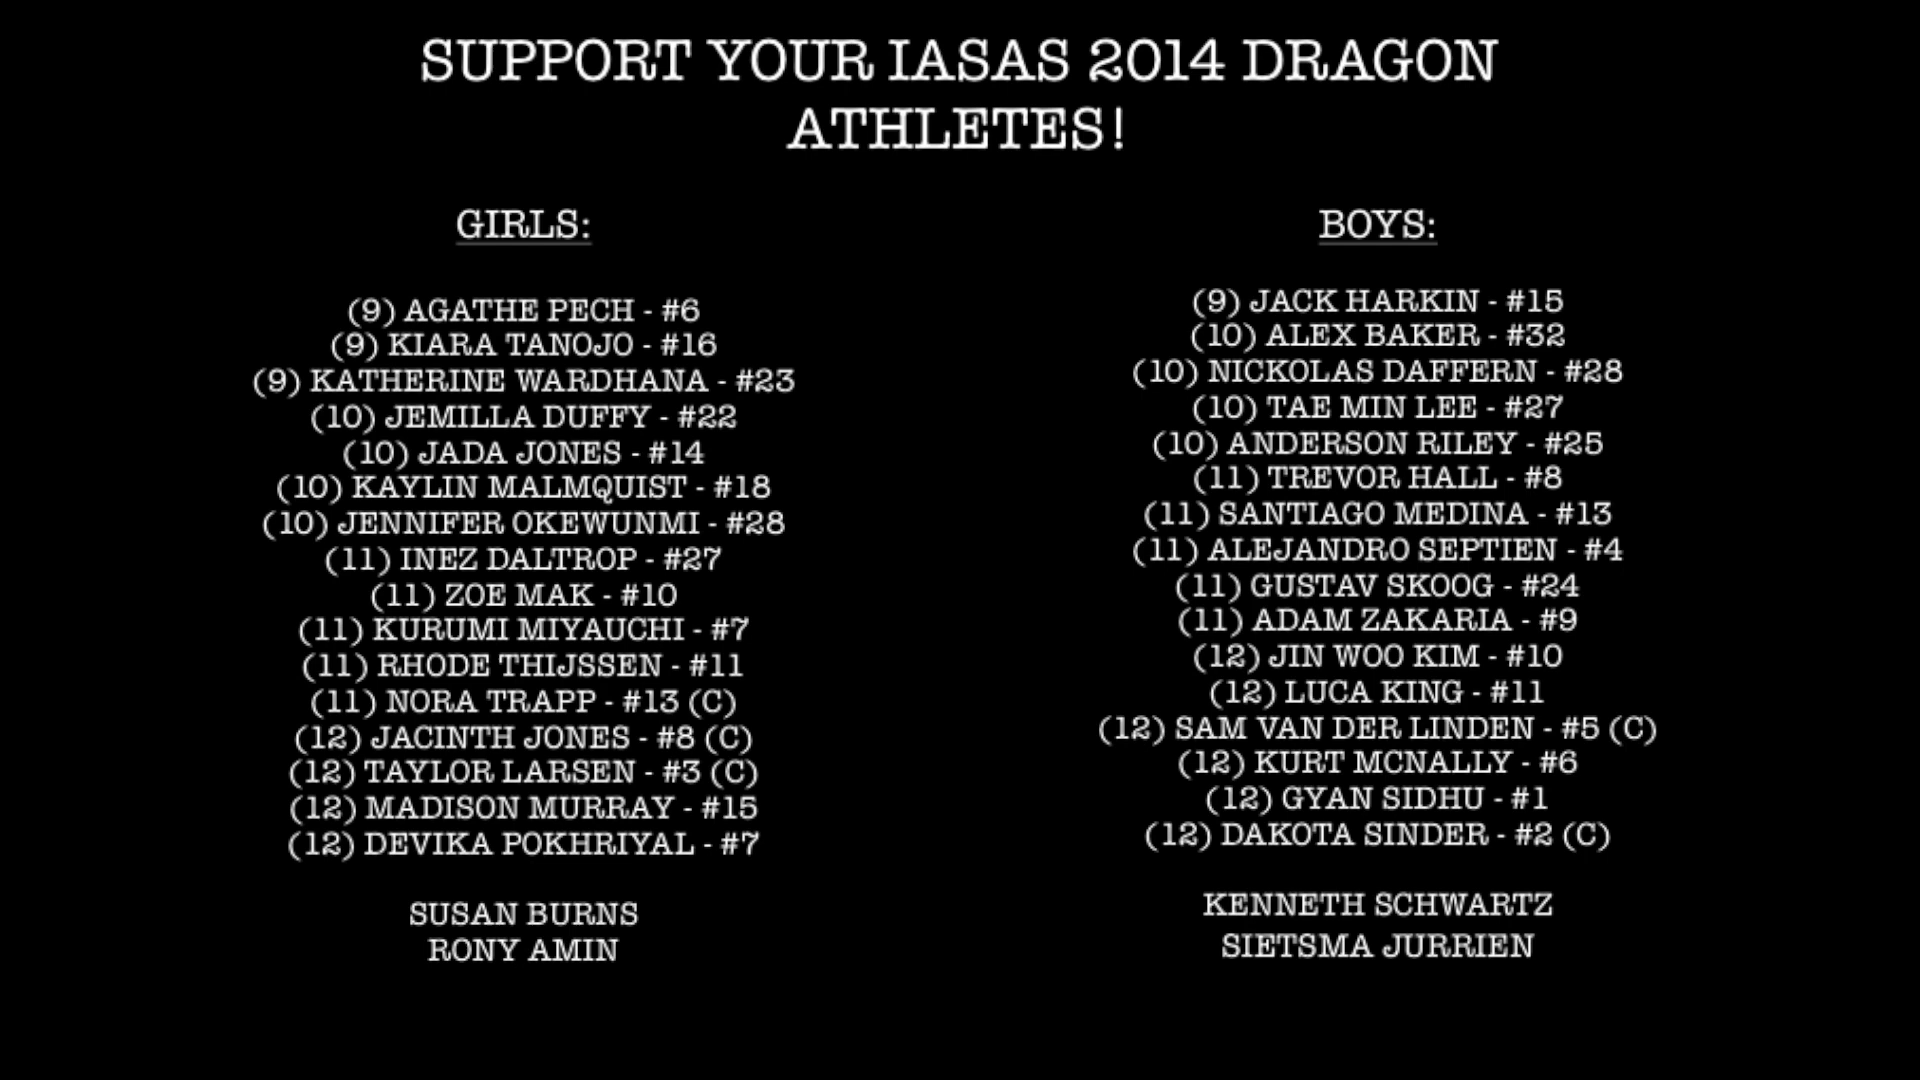 SUPPORT YOUR IASAS 2014 DRAGON
ATHLETES!
GIRLS:
(9) AGATHE PECH - #6
(9) KIARA TANOJO - #16
(9) KATHERINE WARDHANA - #23
(10) JEMILLA DUFFY - #22
(10) JADA JONES - #14
(10) KAYLIN MALMQUIST - #18
(10) JENNIFER OKEWUNMI - #28
(11) INEZ DALTROP - #27
(11) ZOE MAK - #10
(11) KURUMI MIYAUCHI - #7
(11) RHODE THIJSSEN - #11
(11) NORA TRAPP - #13 (C)
(12) JACINTH JONES - #8 (C)
(12) TAYLOR LARSEN - #3 (C)
(12) MADISON MURRAY - #15
(12) DEVIKA POKHRIYAL - #7
SUSAN BURNS
RONY AMIN
BOYS:
(9) JACK HARKIN - #15
(10) ALEX BAKER - #32
(10) NICKOLAS DAFFERN - #28
(10) TAE MIN LEE - #27
(10) ANDERSON RILEY - #25
(11) TREVOR HALL - #8
(11) SANTIAGO MEDINA - #13
(11) ALEJANDRO SEPTIEN - #4
(11) GUSTAV SKOOG - #24
(11) ADAM ZAKARIA - #9
(12) JIN WOO KIM - #10
(12) LUCA KING - #11
(12) SAM VAN DER LINDEN - #5 (C)
(12) KURT MCNALLY - #6
(12) GYAN SIDHU - #1
(12) DAKOTA SINDER - #2 (C)
KENNETH SCHWARTZ
SIETSMA JURRIEN